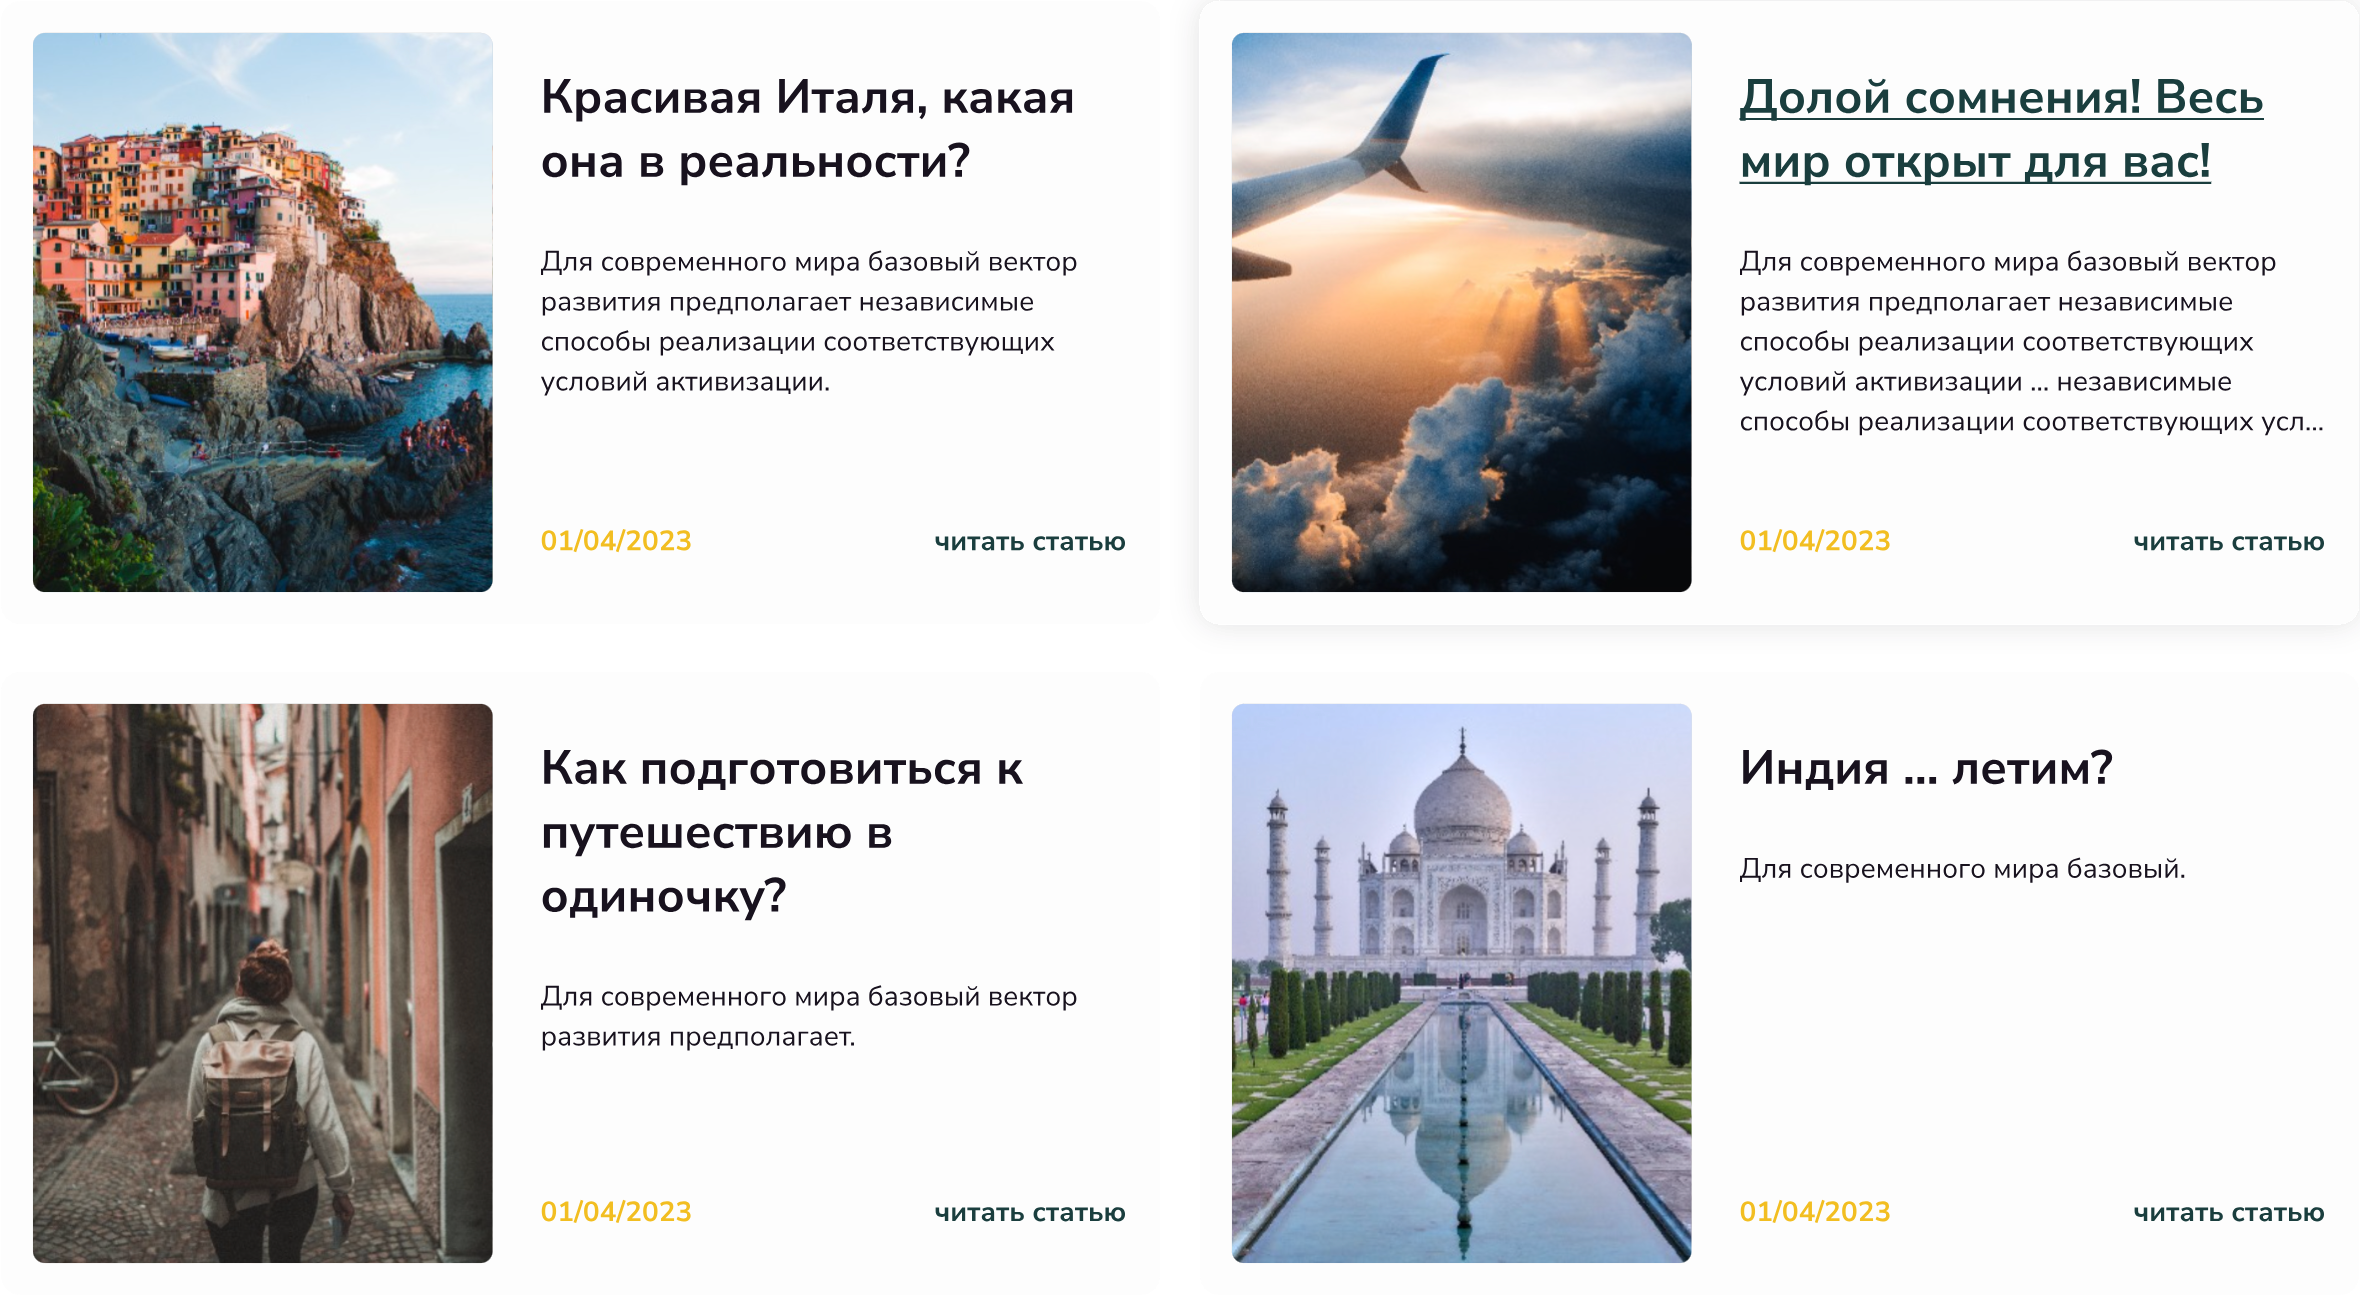 Красивая Италя, какая
она в реальности?
Для современного мира базовый вектор
развития предполагает независимые
способы реализации соответствующих
условий активизации.
01/04/2023
читать статью
Долой сомнения! Весь
мир открыт для вас!
Для современного мира базовый вектор
развития предполагает независимые
способы реализации соответствующих
условий активизации ... независимые
способы реализации соответствующих усл...
01/04/2023
читать статью
Как подготовиться к
путешествию в
одиночку?
Для современного мира базовый вектор
развития предполагает.
01/04/2023
читать статью
Индия ... летим?
Для современного мира базовый.
01/04/2023
читать статью